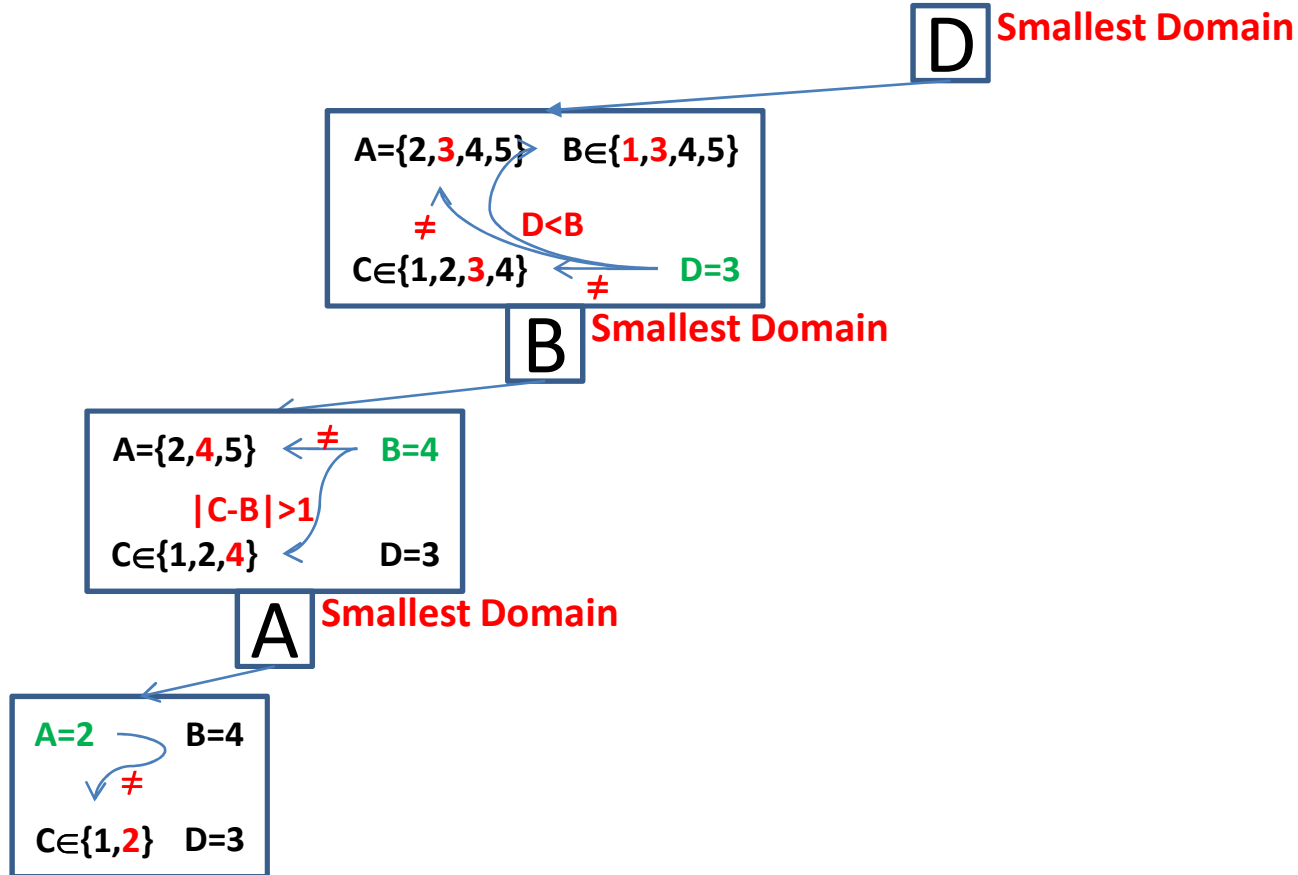 D Smallest Domain
A={2,3,4,5} B∈{1,3,4,5}
≠ D<B
C∈{1,2,3,4} ≠ D=3
B Smallest Domain
A={2,4,5} ≠ B=4
|C-B|>1
C∈{1,2,4} D=3
A Smallest Domain
A=2 B=4
≠
C∈{1,2} D=3